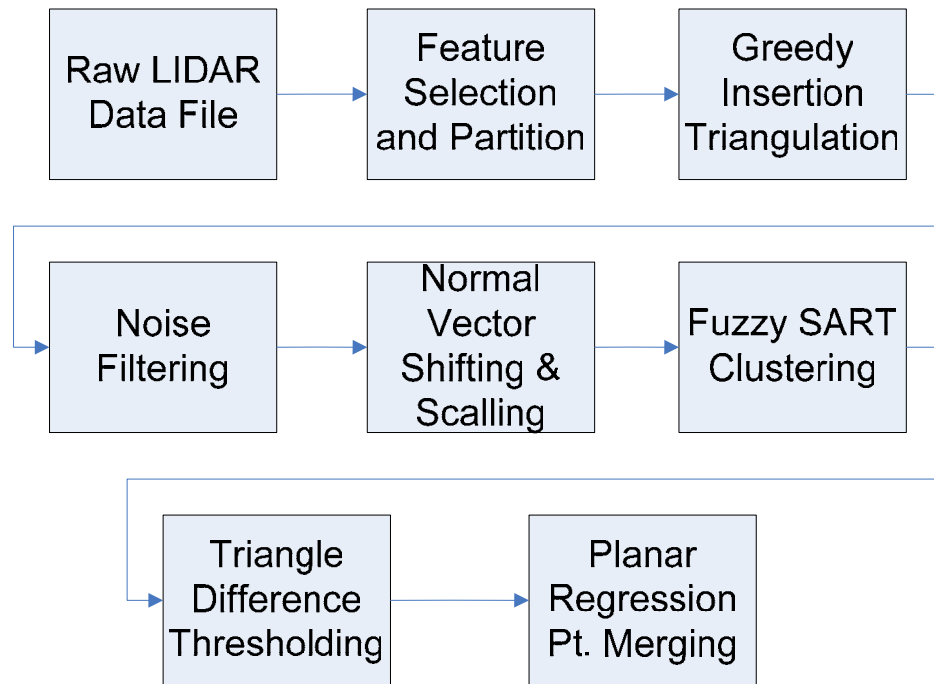 Raw LIDAR
Data File
Feature
Selection
and Partition
Greedy
Insertion
Triangulation
Noise
Filtering
Normal
Vector
Shifting &
Scalling
Fuzzy SART
Clustering
Triangle
Difference
Thresholding
Planar
Regression
Pt. Merging